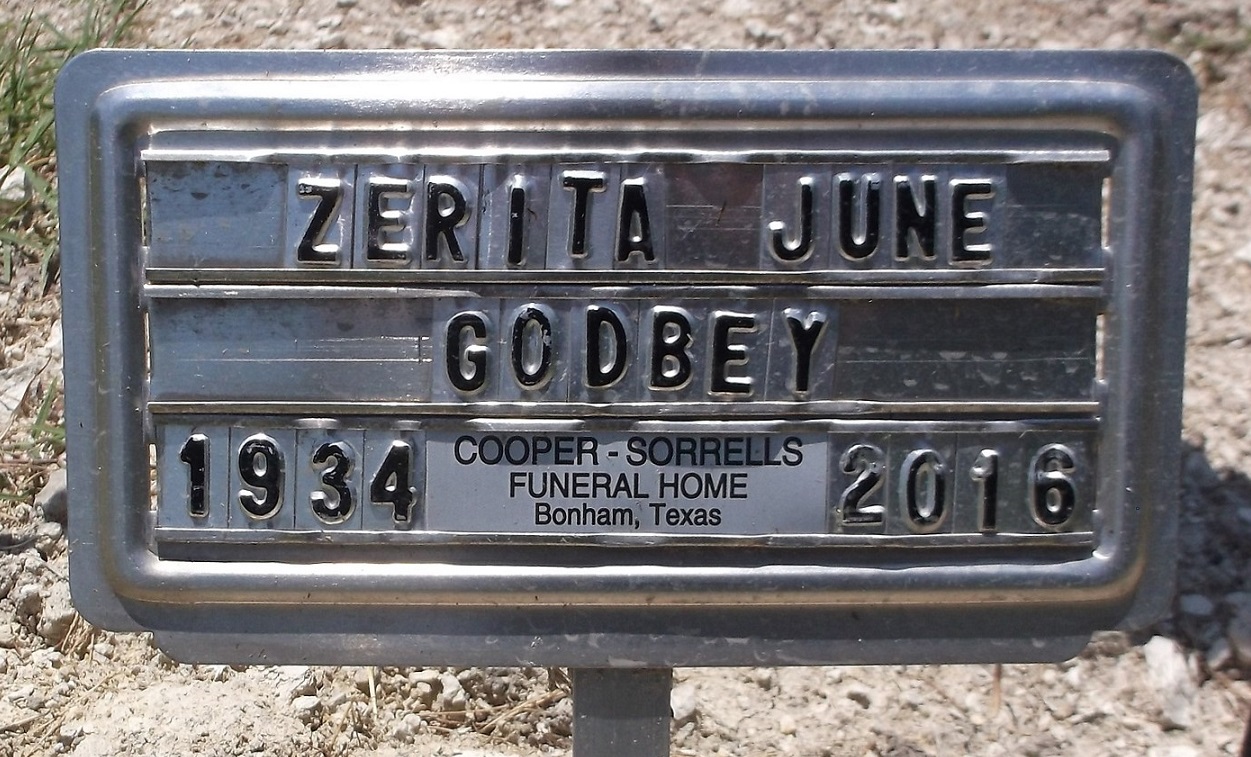 ZERITA JUNE
GODBEY
1934
COOPER - SORRELLS
FUNERAL HOME
Bonham, Texas
2016